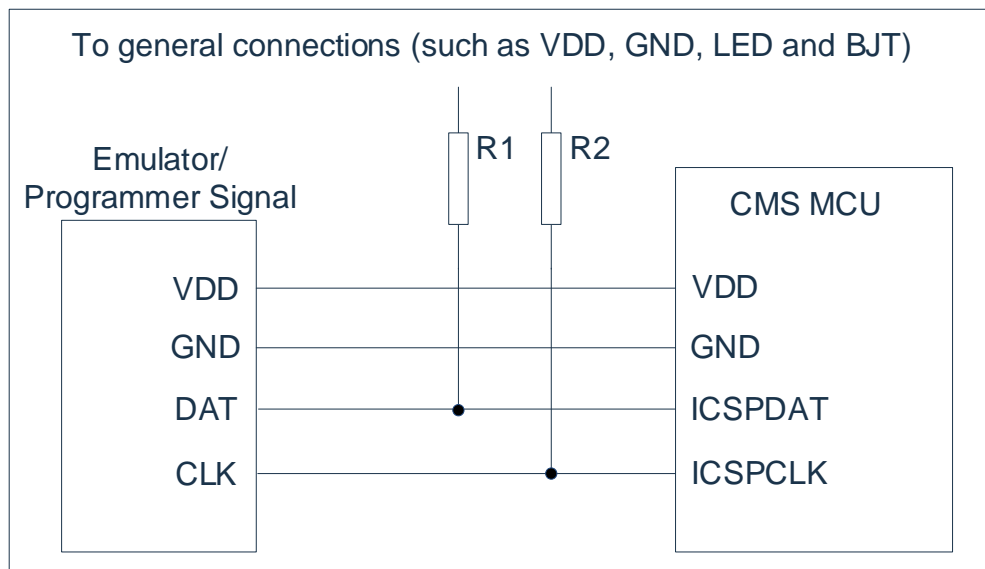 To general connections (such as VDD, GND, LED and BJT)
R1
R2
Emulator/
Programmer Signal
CMS MCU
VDD
VDD
GND
GND
DAT
ICSPDAT
CLK
ICSPCLK